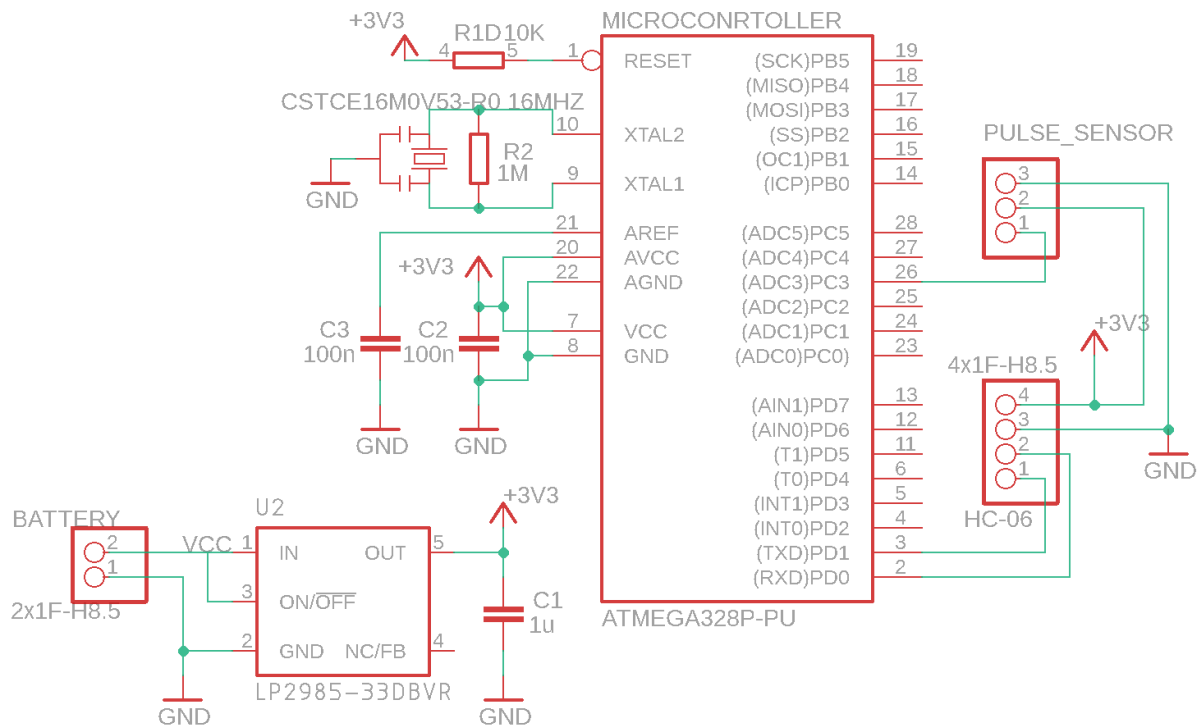 MICROCONRTOLLER
+3V3
R1D10K
4 5 1
RESET
(SCK)PB5 19
(MISO)PB4 18
(MOSI)PB3 17
CSTCE16M0V53-R0 16MHZ
10 XTAL2
(SS)PB2 16
PULSE_SENSOR
R2
1M
(OC1)PB1 15
9 XTAL1
(ICP)PB0 14
3
2
1
GND
21 AREF
(ADC5)PC5 28
20 AVCC
(ADC4)PC4 27
+3V3
22 AGND
(ADC3)PC3 26
(ADC2)PC2 25
C3
100n
C2
100n
7 VCC
(ADC1)PC1 24
+3V3
8 GND
(ADC0)PC0) 23
4x1F-H8.5
(AIN1)PD7 13
4
3
2
1
GND
GND
(AIN0)PD6 12
(T1)PD5 11
GND
(T0)PD4 6
+3V3
(INT1)PD3 5
HC-06
U2
BATTERY
(INT0)PD2 4
2
1
VCC
1 IN
OUT 5
(TXD)PD1 3
(RXD)PD0 2
3 ON/OFF
C1
1u
2x1F-H8.5
ATMEGA328P-PU
2 GND
NC/FB 4
LP2985-33DBVR
GND
GND